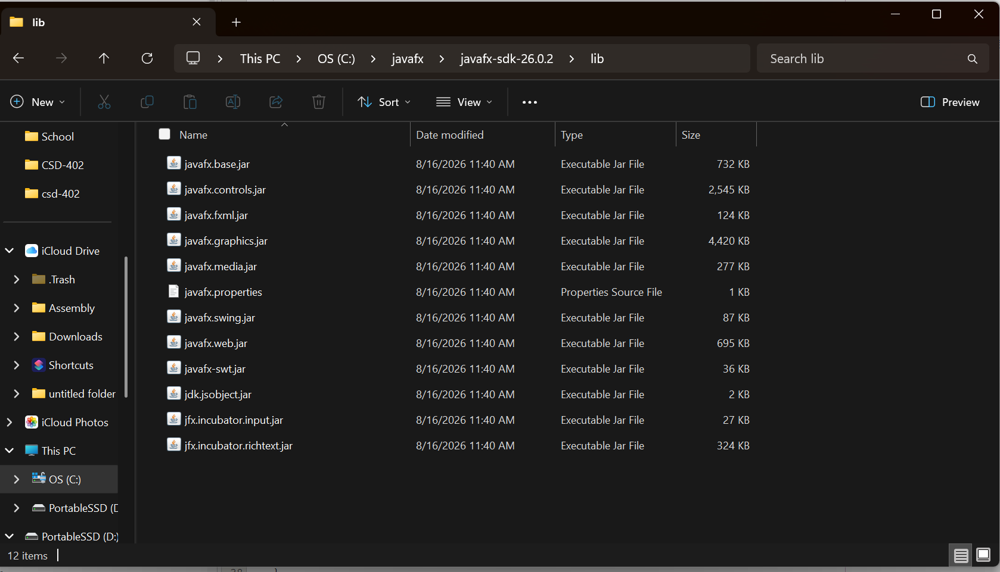 lib
This PC OS (C:) javafx javafx-sdk-26.0.2 lib
Search lib
New Sort View ••• Preview
School
CSD-402
csd-402
iCloud Drive
.Trash
Assembly
Downloads
Shortcuts
untitled folder
iCloud Photos
This PC
OS (C:)
PortableSSD (D
PortableSSD (D:)
Name Date modified Type Size
javafx.base.jar 8/16/2026 11:40 AM Executable Jar File 732 KB
javafx.controls.jar 8/16/2026 11:40 AM Executable Jar File 2,545 KB
javafx.fxml.jar 8/16/2026 11:40 AM Executable Jar File 124 KB
javafx.graphics.jar 8/16/2026 11:40 AM Executable Jar File 4,420 KB
javafx.media.jar 8/16/2026 11:40 AM Executable Jar File 277 KB
javafx.properties 8/16/2026 11:40 AM Properties Source File 1 KB
javafx.swing.jar 8/16/2026 11:40 AM Executable Jar File 87 KB
javafx.web.jar 8/16/2026 11:40 AM Executable Jar File 695 KB
javafx-swt.jar 8/16/2026 11:40 AM Executable Jar File 36 KB
jdk.jsobject.jar 8/16/2026 11:40 AM Executable Jar File 2 KB
jfx.incubator.input.jar 8/16/2026 11:40 AM Executable Jar File 27 KB
jfx.incubator.richtext.jar 8/16/2026 11:40 AM Executable Jar File 324 KB
12 items